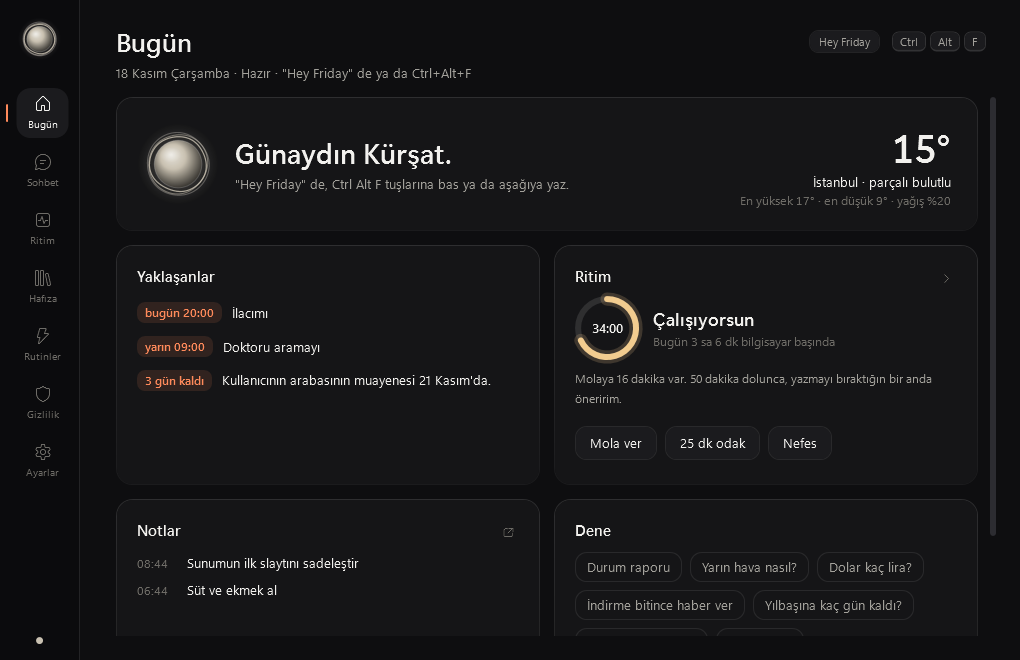 Bugün
18 Kasım Çarşamba · Hazır · "Hey Friday" de ya da Ctrl+Alt+F
Hey Friday
Ctrl
Alt
F
Bugün
Sohbet
Ritim
Hafıza
Rutinler
Gizlilik
Ayarlar
Günaydın Kürşat.
"Hey Friday" de, Ctrl Alt F tuşlarına bas ya da aşağıya yaz.
15°
İstanbul · parçalı bulutlu
En yüksek 17° · en düşük 9° · yağış %20
Yaklaşanlar
bugün 20:00 İlacımı
yarın 09:00 Doktoru aramayı
3 gün kaldı Kullanıcının arabasının muayenesi 21 Kasım'da.
Ritim
34:00
Çalışıyorsun
Bugün 3 sa 6 dk bilgisayar başında
Molaya 16 dakika var. 50 dakika dolunca, yazmayı bıraktığın bir anda
öneririm.
Mola ver
25 dk odak
Nefes
Notlar
08:44 Sunumun ilk slaytını sadeleştir
06:44 Süt ve ekmek al
Dene
Durum raporu
Yarın hava nasıl?
Dolar kaç lira?
İndirme bitince haber ver
Yılbaşına kaç gün kaldı?